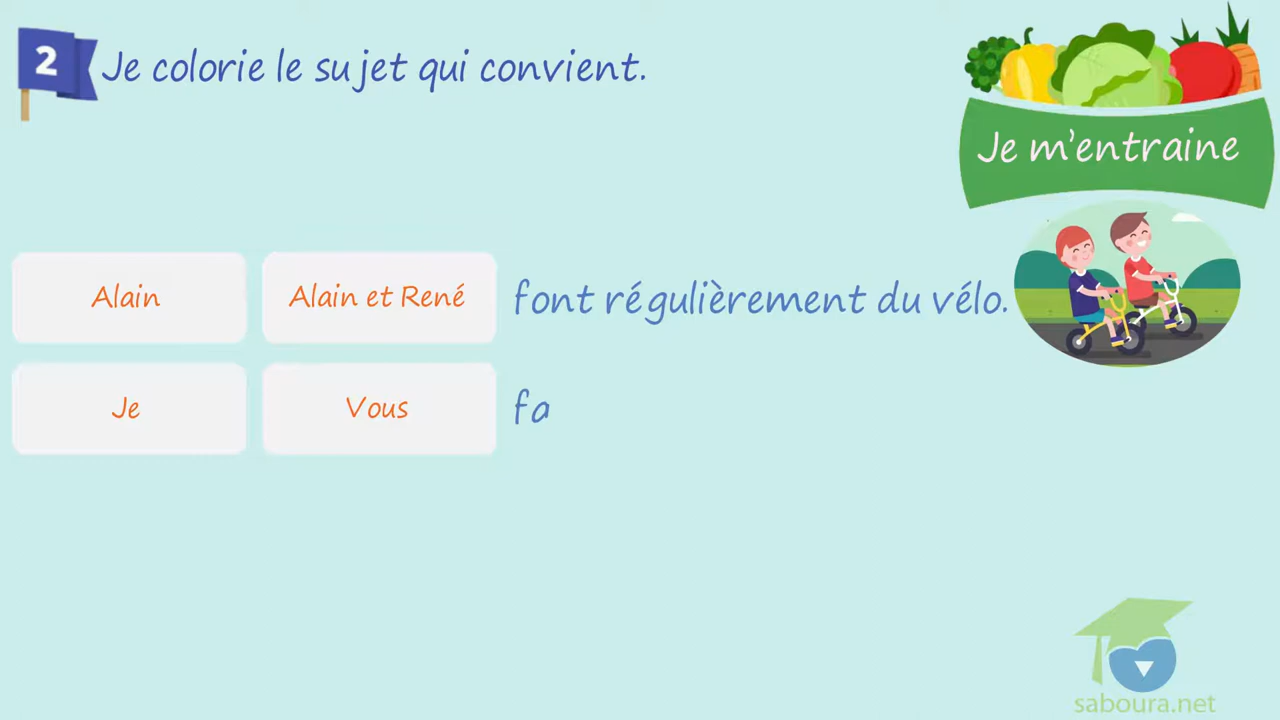 2 Je colorie le sujet qui convient.
Je m'entraine
Alain Alain et René font régulièrement du vélo.
Je Vous fa
saboura.net